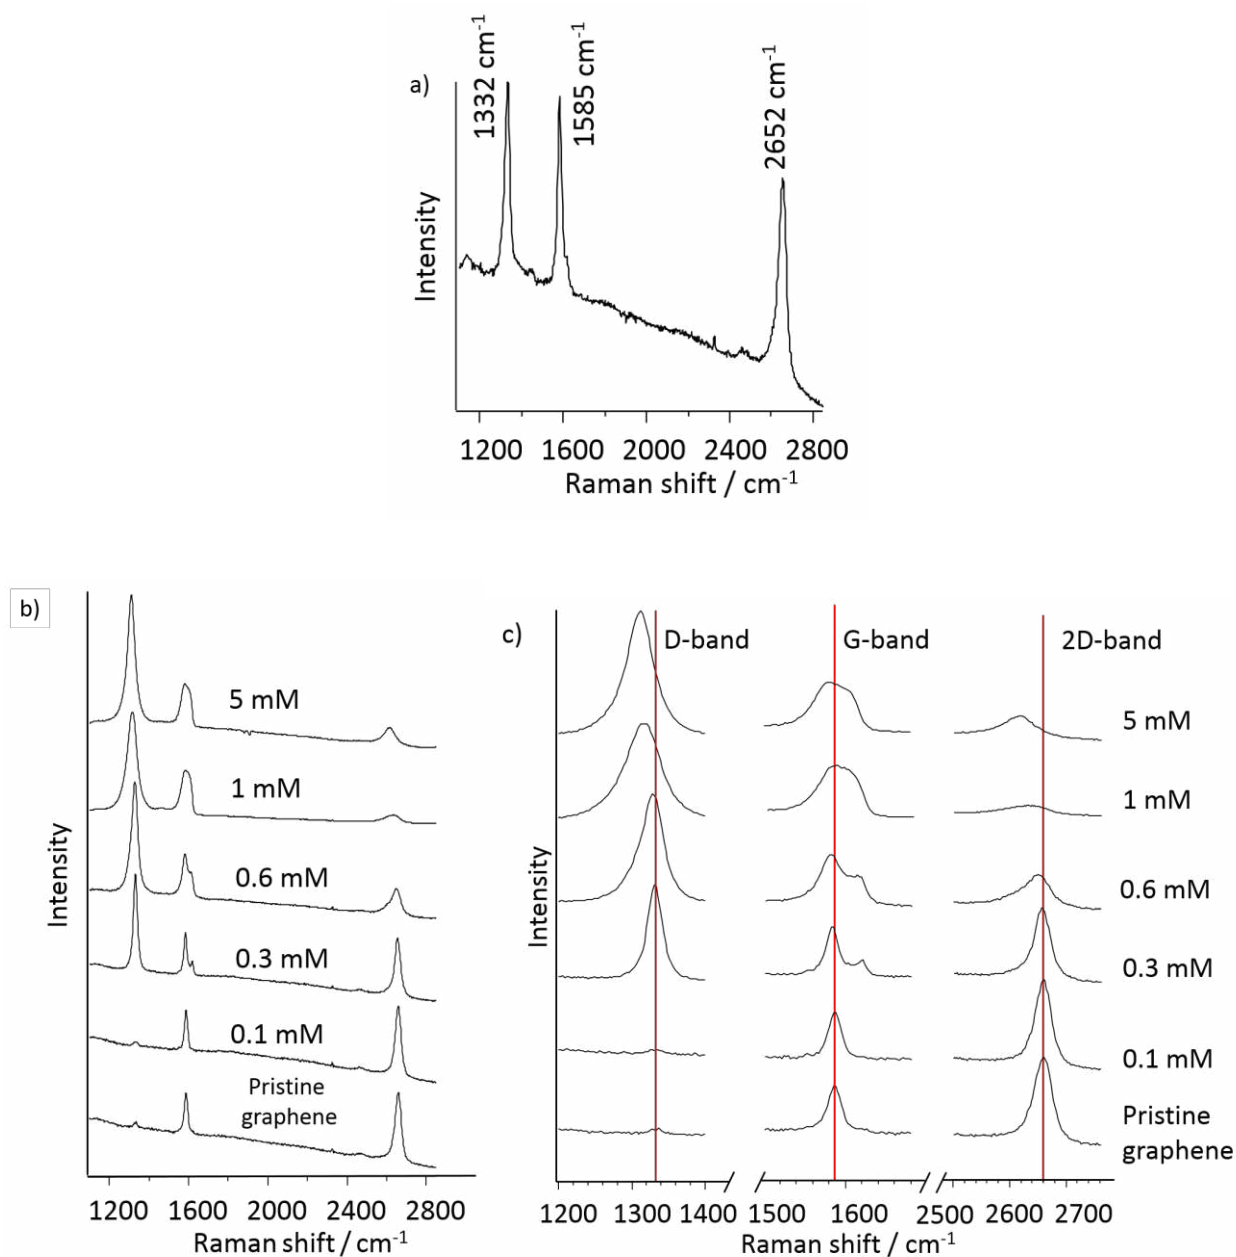 a)
1332 cm⁻¹
1585 cm⁻¹
2652 cm⁻¹
Intensity
1200 1600 2000 2400 2800
Raman shift / cm⁻¹
b)
Intensity
5 mM
1 mM
0.6 mM
0.3 mM
0.1 mM
Pristine
graphene
1200 1600 2000 2400 2800
Raman shift / cm⁻¹
c)
Intensity
D-band
G-band
2D-band
5 mM
1 mM
0.6 mM
0.3 mM
0.1 mM
Pristine
graphene
1200 1300 1400 1500 1600 2500 2600 2700
Raman shift / cm⁻¹